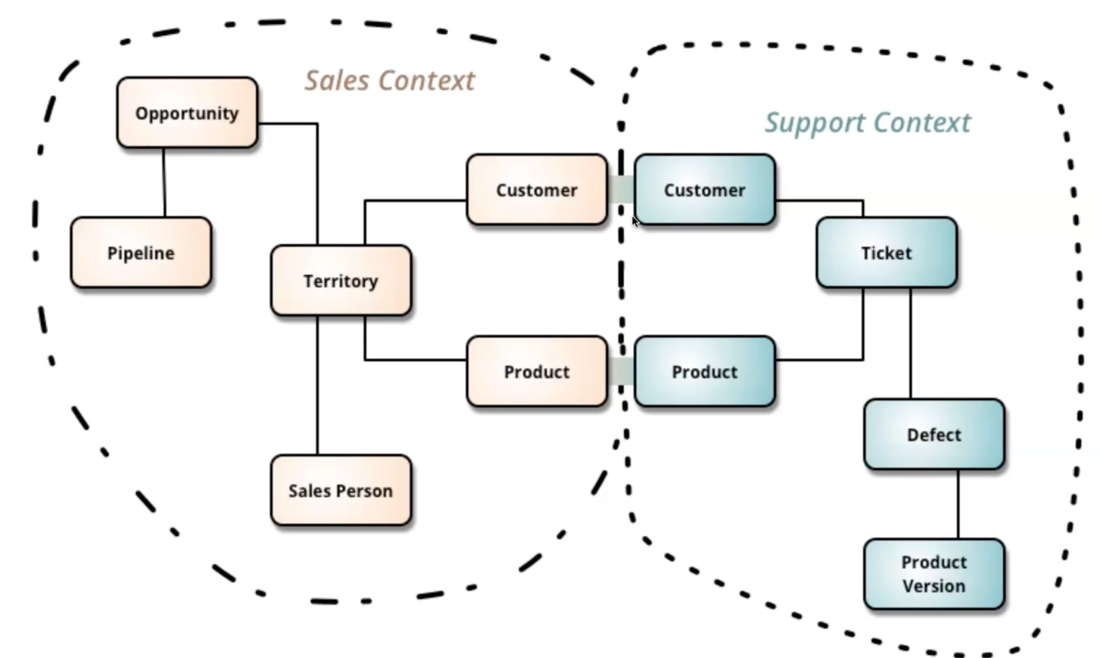 Sales Context
Support Context
Opportunity
Customer
Customer
Pipeline
Territory
Ticket
Product
Product
Defect
Sales Person
Product
Version